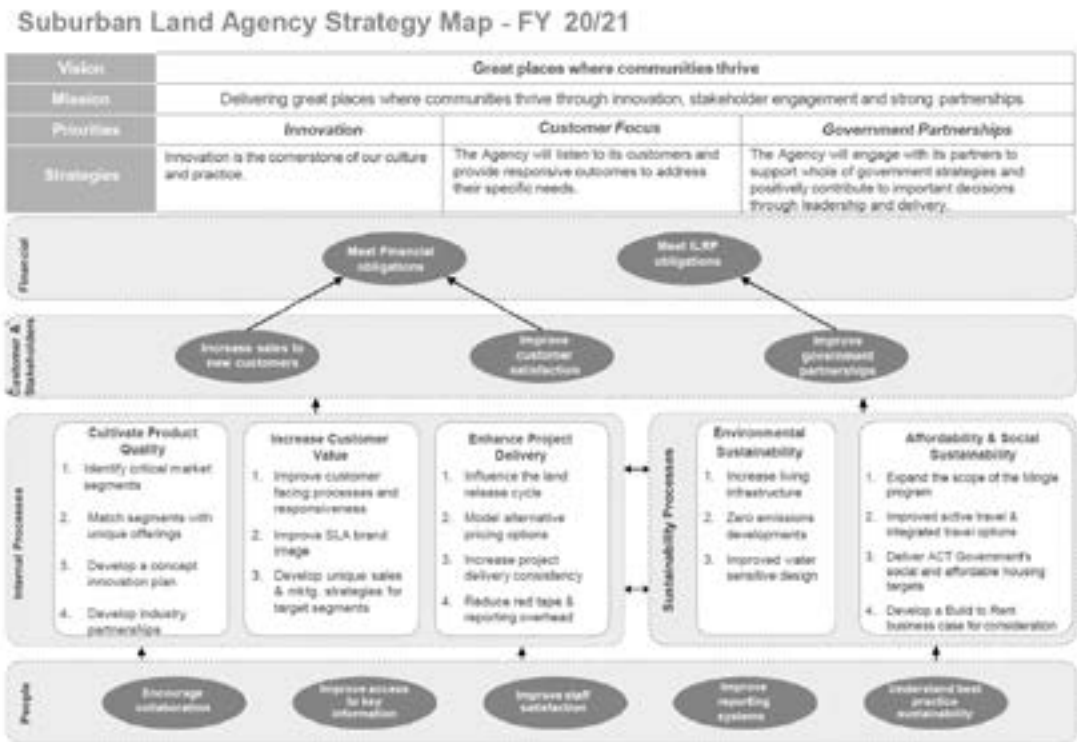 Suburban Land Agency Strategy Map - FY 20/21
Vision
Great places where communities thrive
Mission
Delivering great places where communities thrive through innovation, stakeholder engagement and strong partnerships
Priorities
Innovation
Customer Focus
Government Partnerships
Strategies
Innovation is the cornerstone of our culture
and practice.
The Agency will listen to its customers and
provide responsive outcomes to address
their specific needs.
The Agency will engage with its partners to
support whole of government strategies and
positively contribute to important decisions
through leadership and delivery.
Financial
Meet Financial
obligations
Meet ILRP
obligations
Customer &
Stakeholders
Increase sales to
new customers
Improve
customer
satisfaction
Improve
government
partnerships
Internal Processes
Cultivate Product
Quality
1. Identify critical market
segments
2. Match segments with
unique offerings
3. Develop a concept
innovation plan
4. Develop industry
partnerships
Increase Customer
Value
1. Improve customer
facing processes and
responsiveness
2. Improve SLA brand
image
3. Develop unique sales
& mktg. strategies for
target segments
Enhance Project
Delivery
1. Influence the land
release cycle
2. Model alternative
pricing options
3. Increase project
delivery consistency
4. Reduce red tape &
reporting overhead
Sustainability Processes
Environmental
Sustainability
1. Increase living
infrastructure
2. Zero emissions
developments
3. Improved water
sensitive design
Affordability & Social
Sustainability
1. Expand the scope of the Mingle
program
2. Improved active travel &
integrated travel options
3. Deliver ACT Government's
social and affordable housing
targets
4. Develop a Build to Rent
business case for consideration
People
Encourage
collaboration
Improve access
to key
information
Improve staff
satisfaction
Improve
reporting
systems
Understand best
practice
sustainability